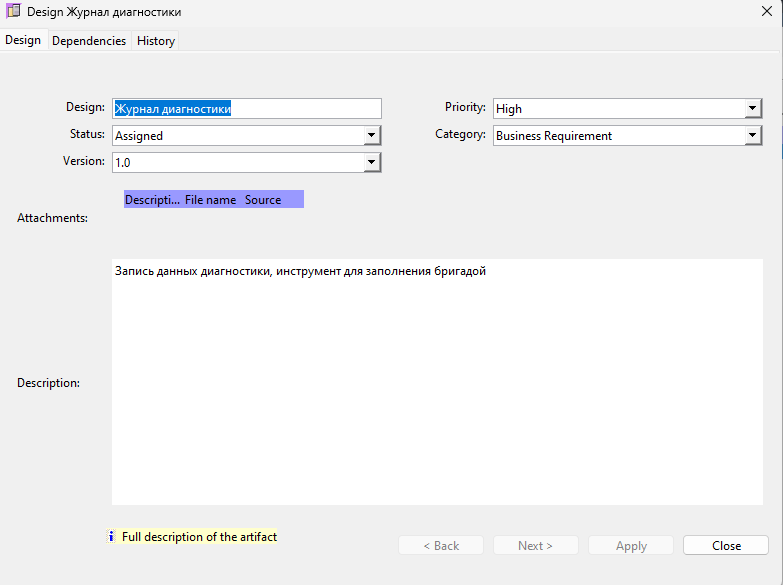 Design Журнал диагностики
Design Dependencies History
Design: Журнал диагностики Priority: High
Status: Assigned Category: Business Requirement
Version: 1.0
Descripti... File name Source
Attachments:
Запись данных диагностики, инструмент для заполнения бригадой
Description:
i Full description of the artifact
< Back Next > Apply Close